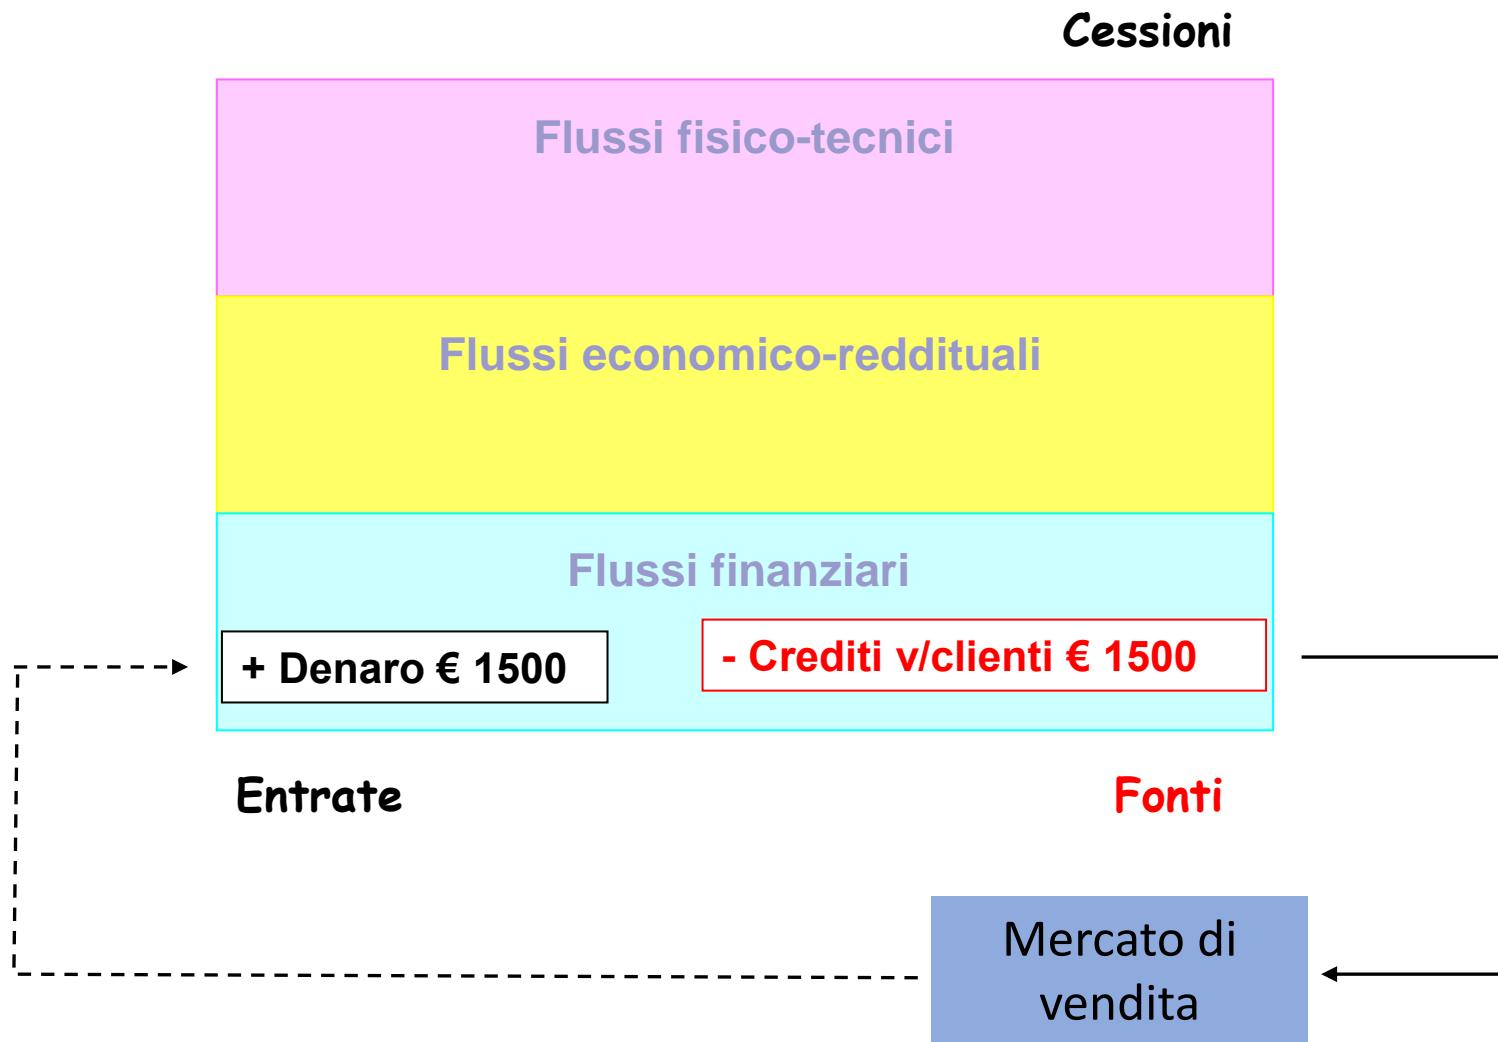 Cessioni
Flussi fisico-tecnici
Flussi economico-reddituali
Flussi finanziari
+ Denaro € 1500
- Crediti v/clienti € 1500
Entrate
Fonti
Mercato di
vendita